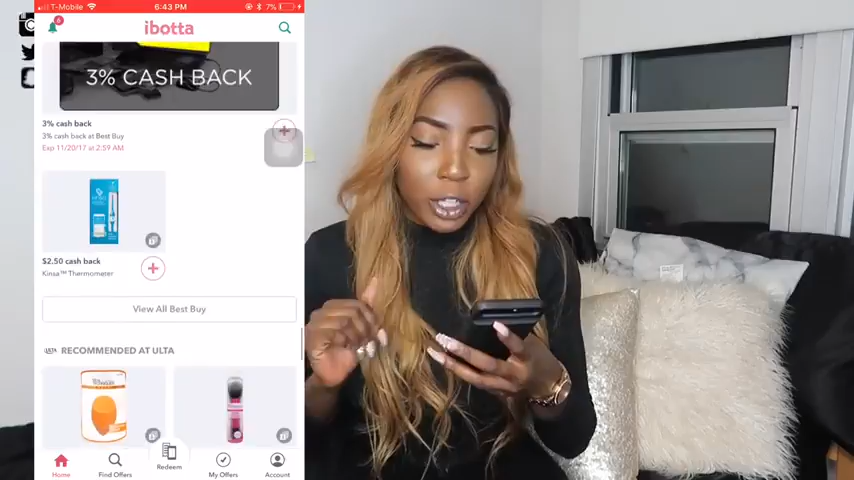 T-Mobile
6:43 PM
7%
6
ibotta
3% CASH BACK
3% cash back
3% cash back at Best Buy
Exp 11/20/17 at 2:59 AM
$2.50 cash back
Kinsa™ Thermometer
View All Best Buy
ULTA RECOMMENDED AT ULTA
Home
Find Offers
Redeem
My Offers
Account